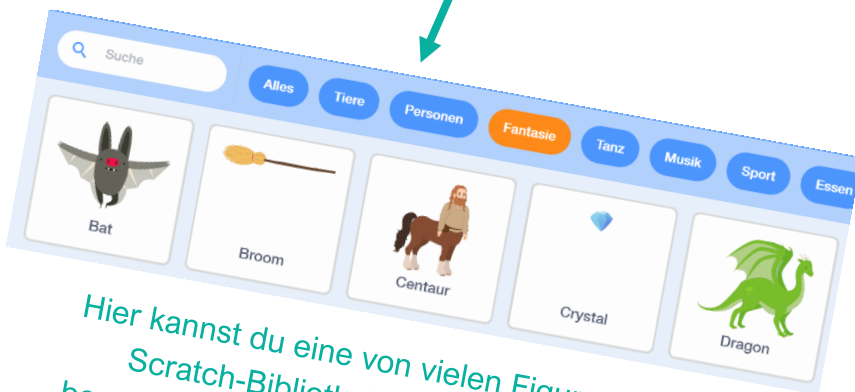 Suche
Alles Tiere Personen Fantasie Tanz Musik Sport Essen
Bat Broom Centaur Crystal Dragon
Hier kannst du eine von vielen